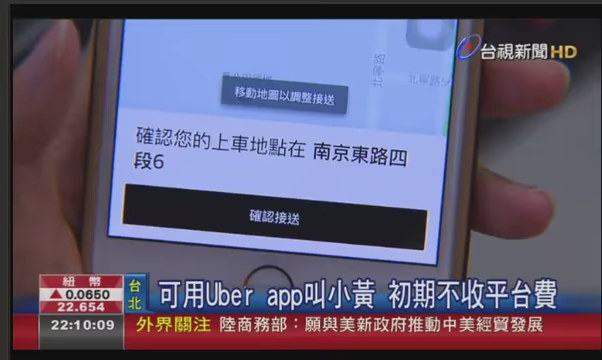 台視新聞HD
移動地圖以調整接送
確認您的上車地點在 南京東路四
段6
確認接送
紐幣
▲0.0650
22.654
台北
可用Uber app叫小黃 初期不收平台費
22:10:09
外界關注 陸商務部：願與美新政府推動中美經貿發展